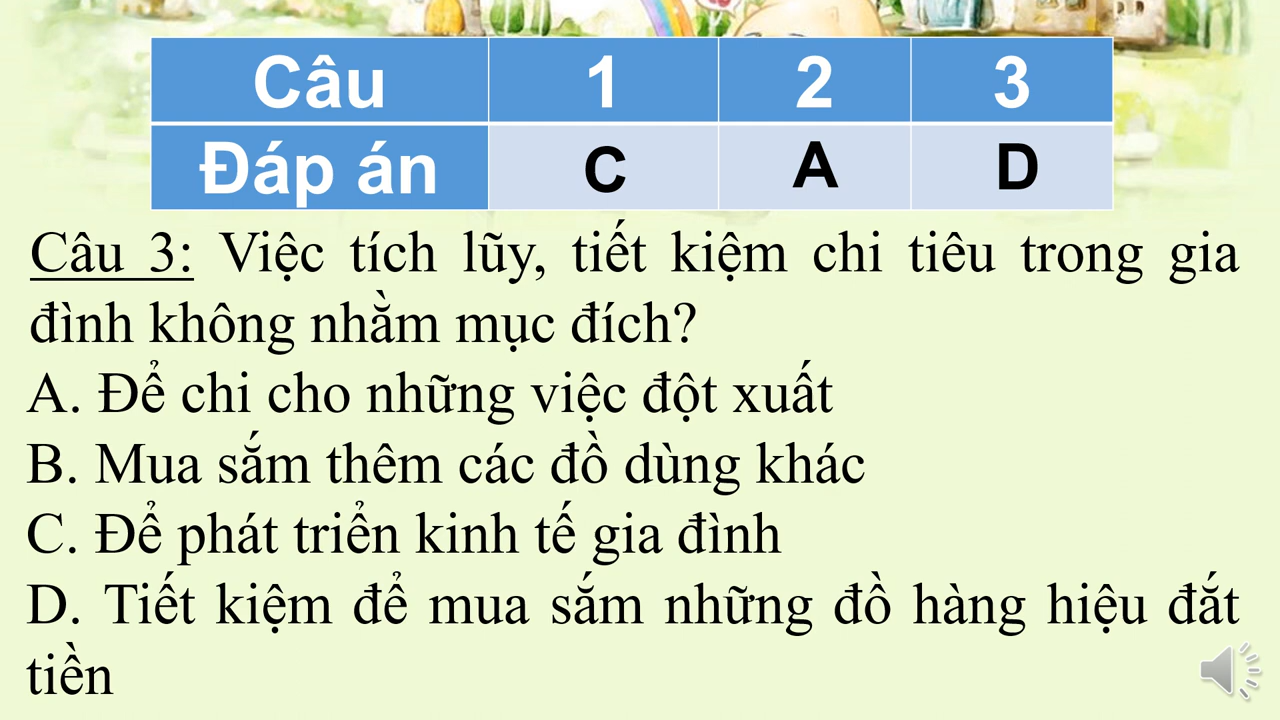 Câu 1 2 3
Đáp án C A D
Câu 3: Việc tích lũy, tiết kiệm chi tiêu trong gia
đình không nhằm mục đích?
A. Để chi cho những việc đột xuất
B. Mua sắm thêm các đồ dùng khác
C. Để phát triển kinh tế gia đình
D. Tiết kiệm để mua sắm những đồ hàng hiệu đắt
tiền